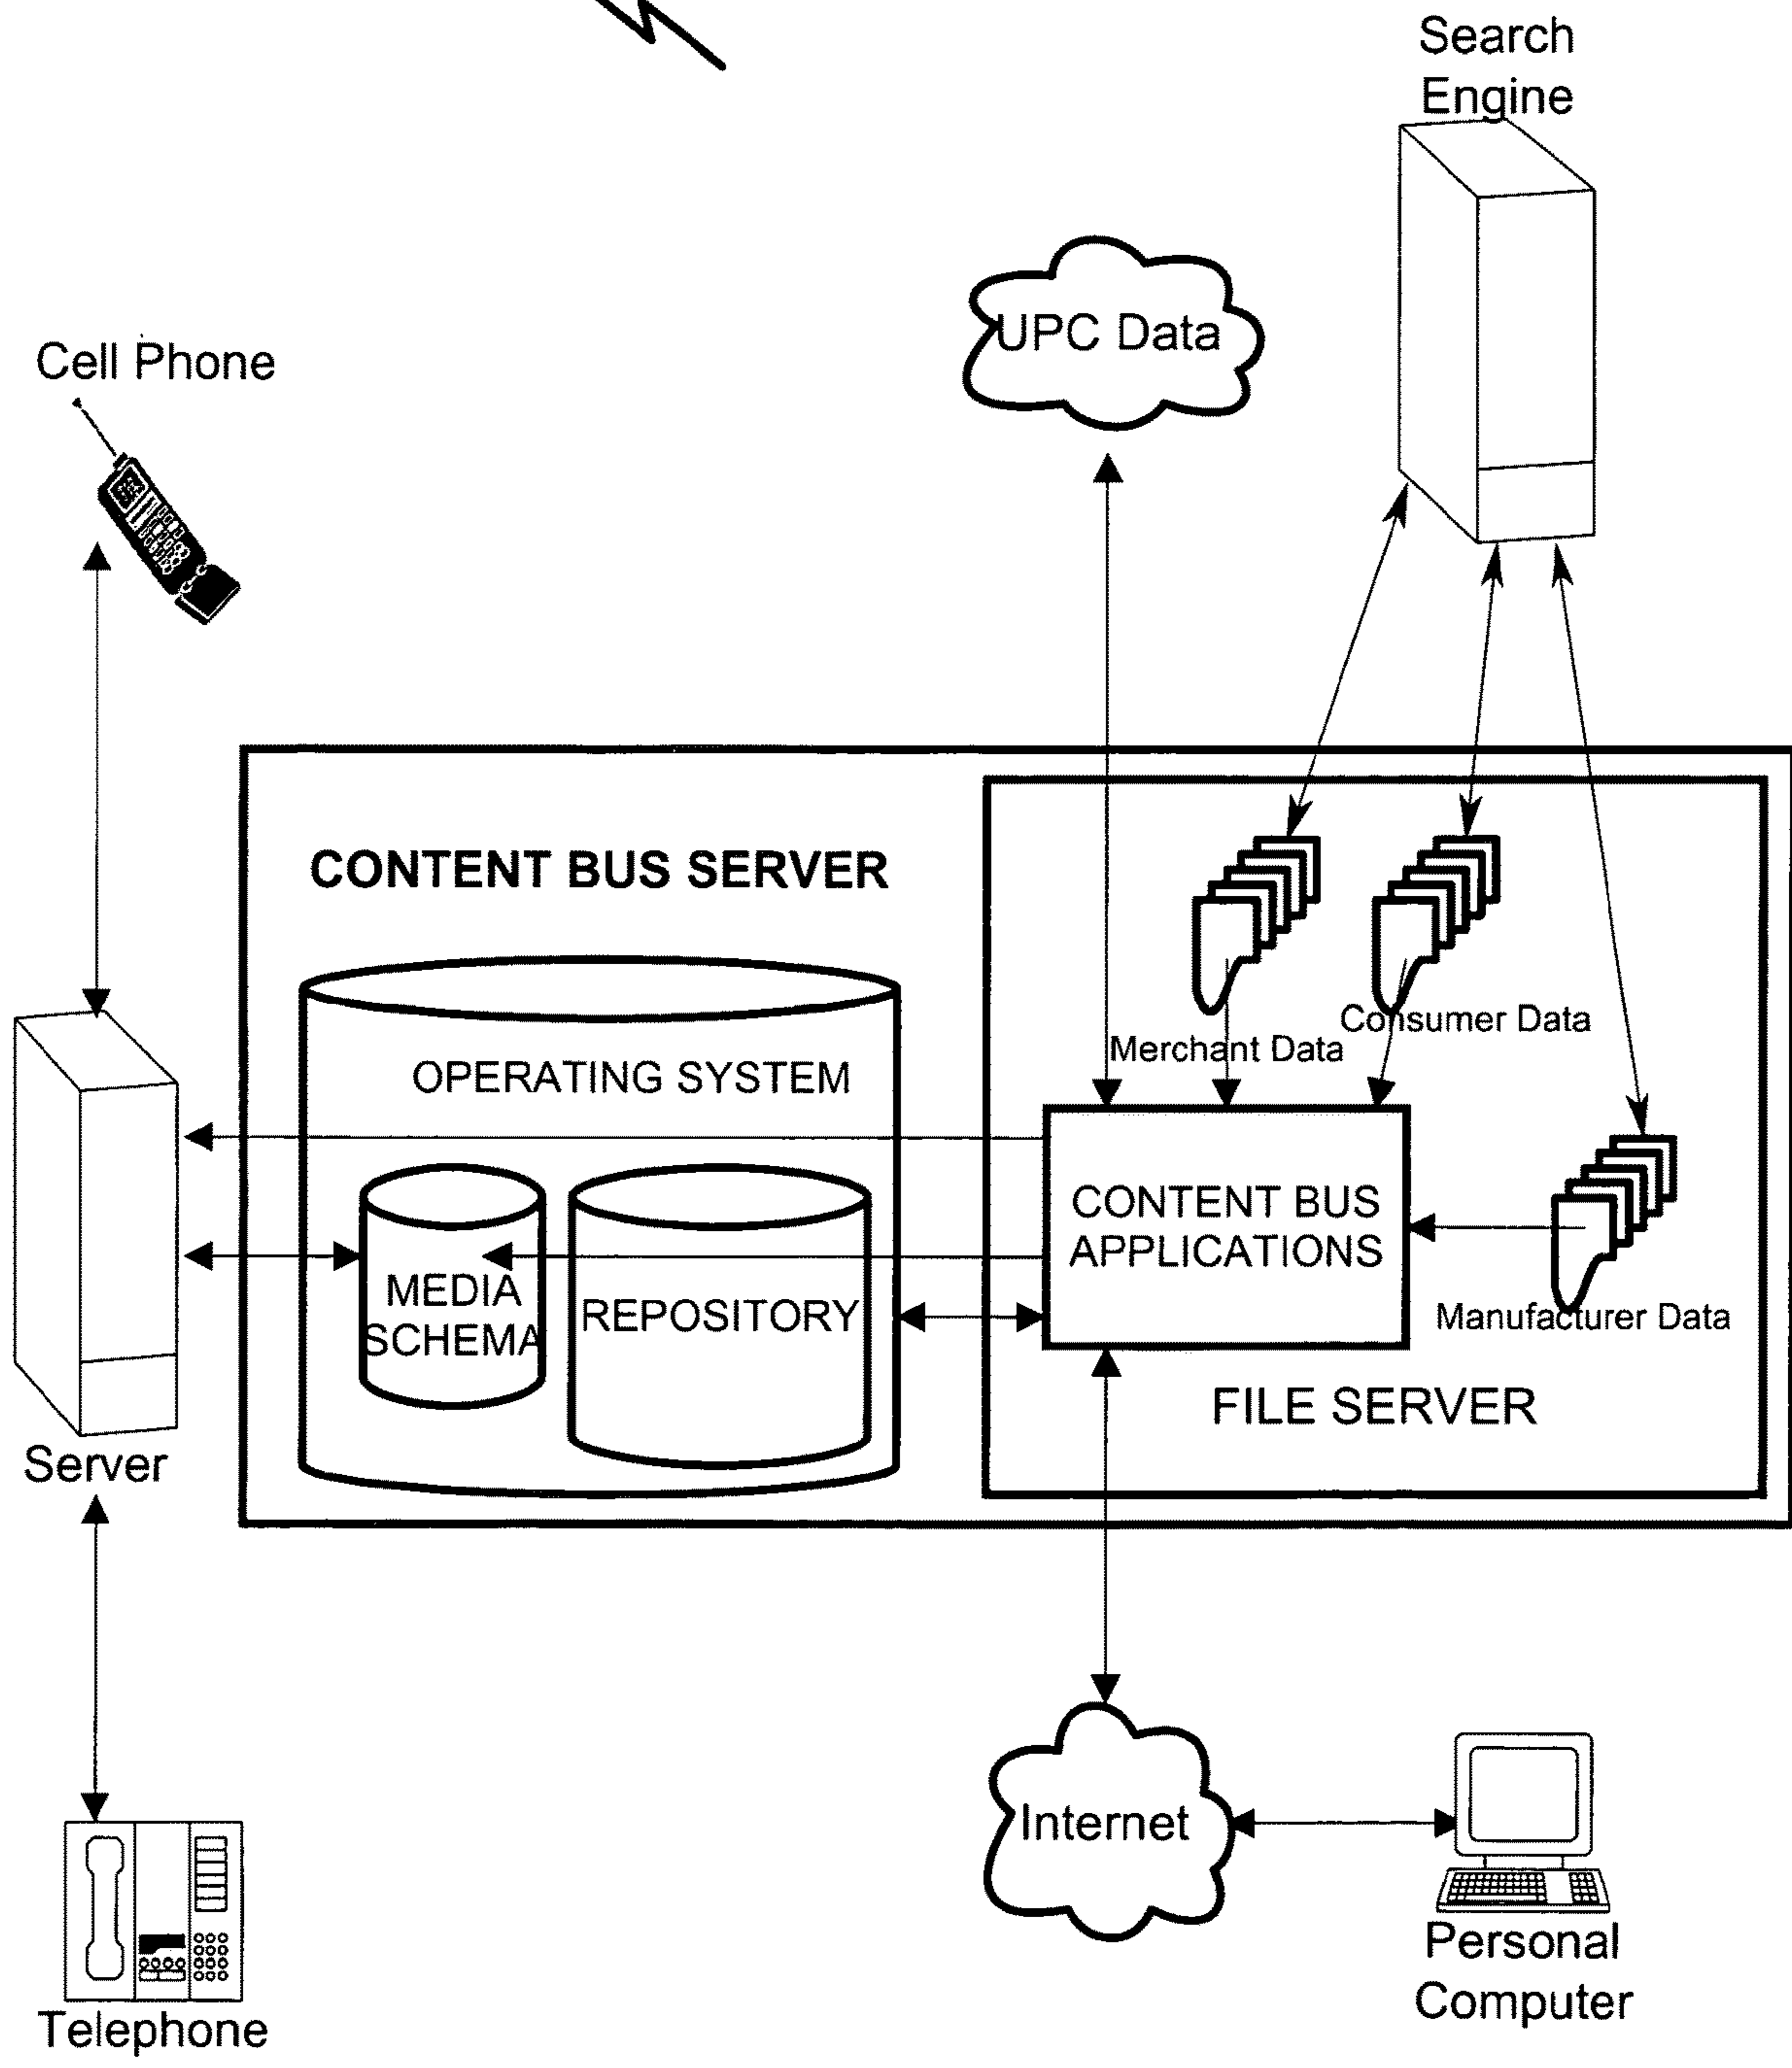 Search
Engine
UPC Data
Cell Phone
CONTENT BUS SERVER
Consumer Data
Merchant Data
OPERATING SYSTEM
CONTENT BUS
APPLICATIONS
MEDIA
SCHEMA
REPOSITORY
Manufacturer Data
FILE SERVER
Server
Internet
Personal
Computer
Telephone